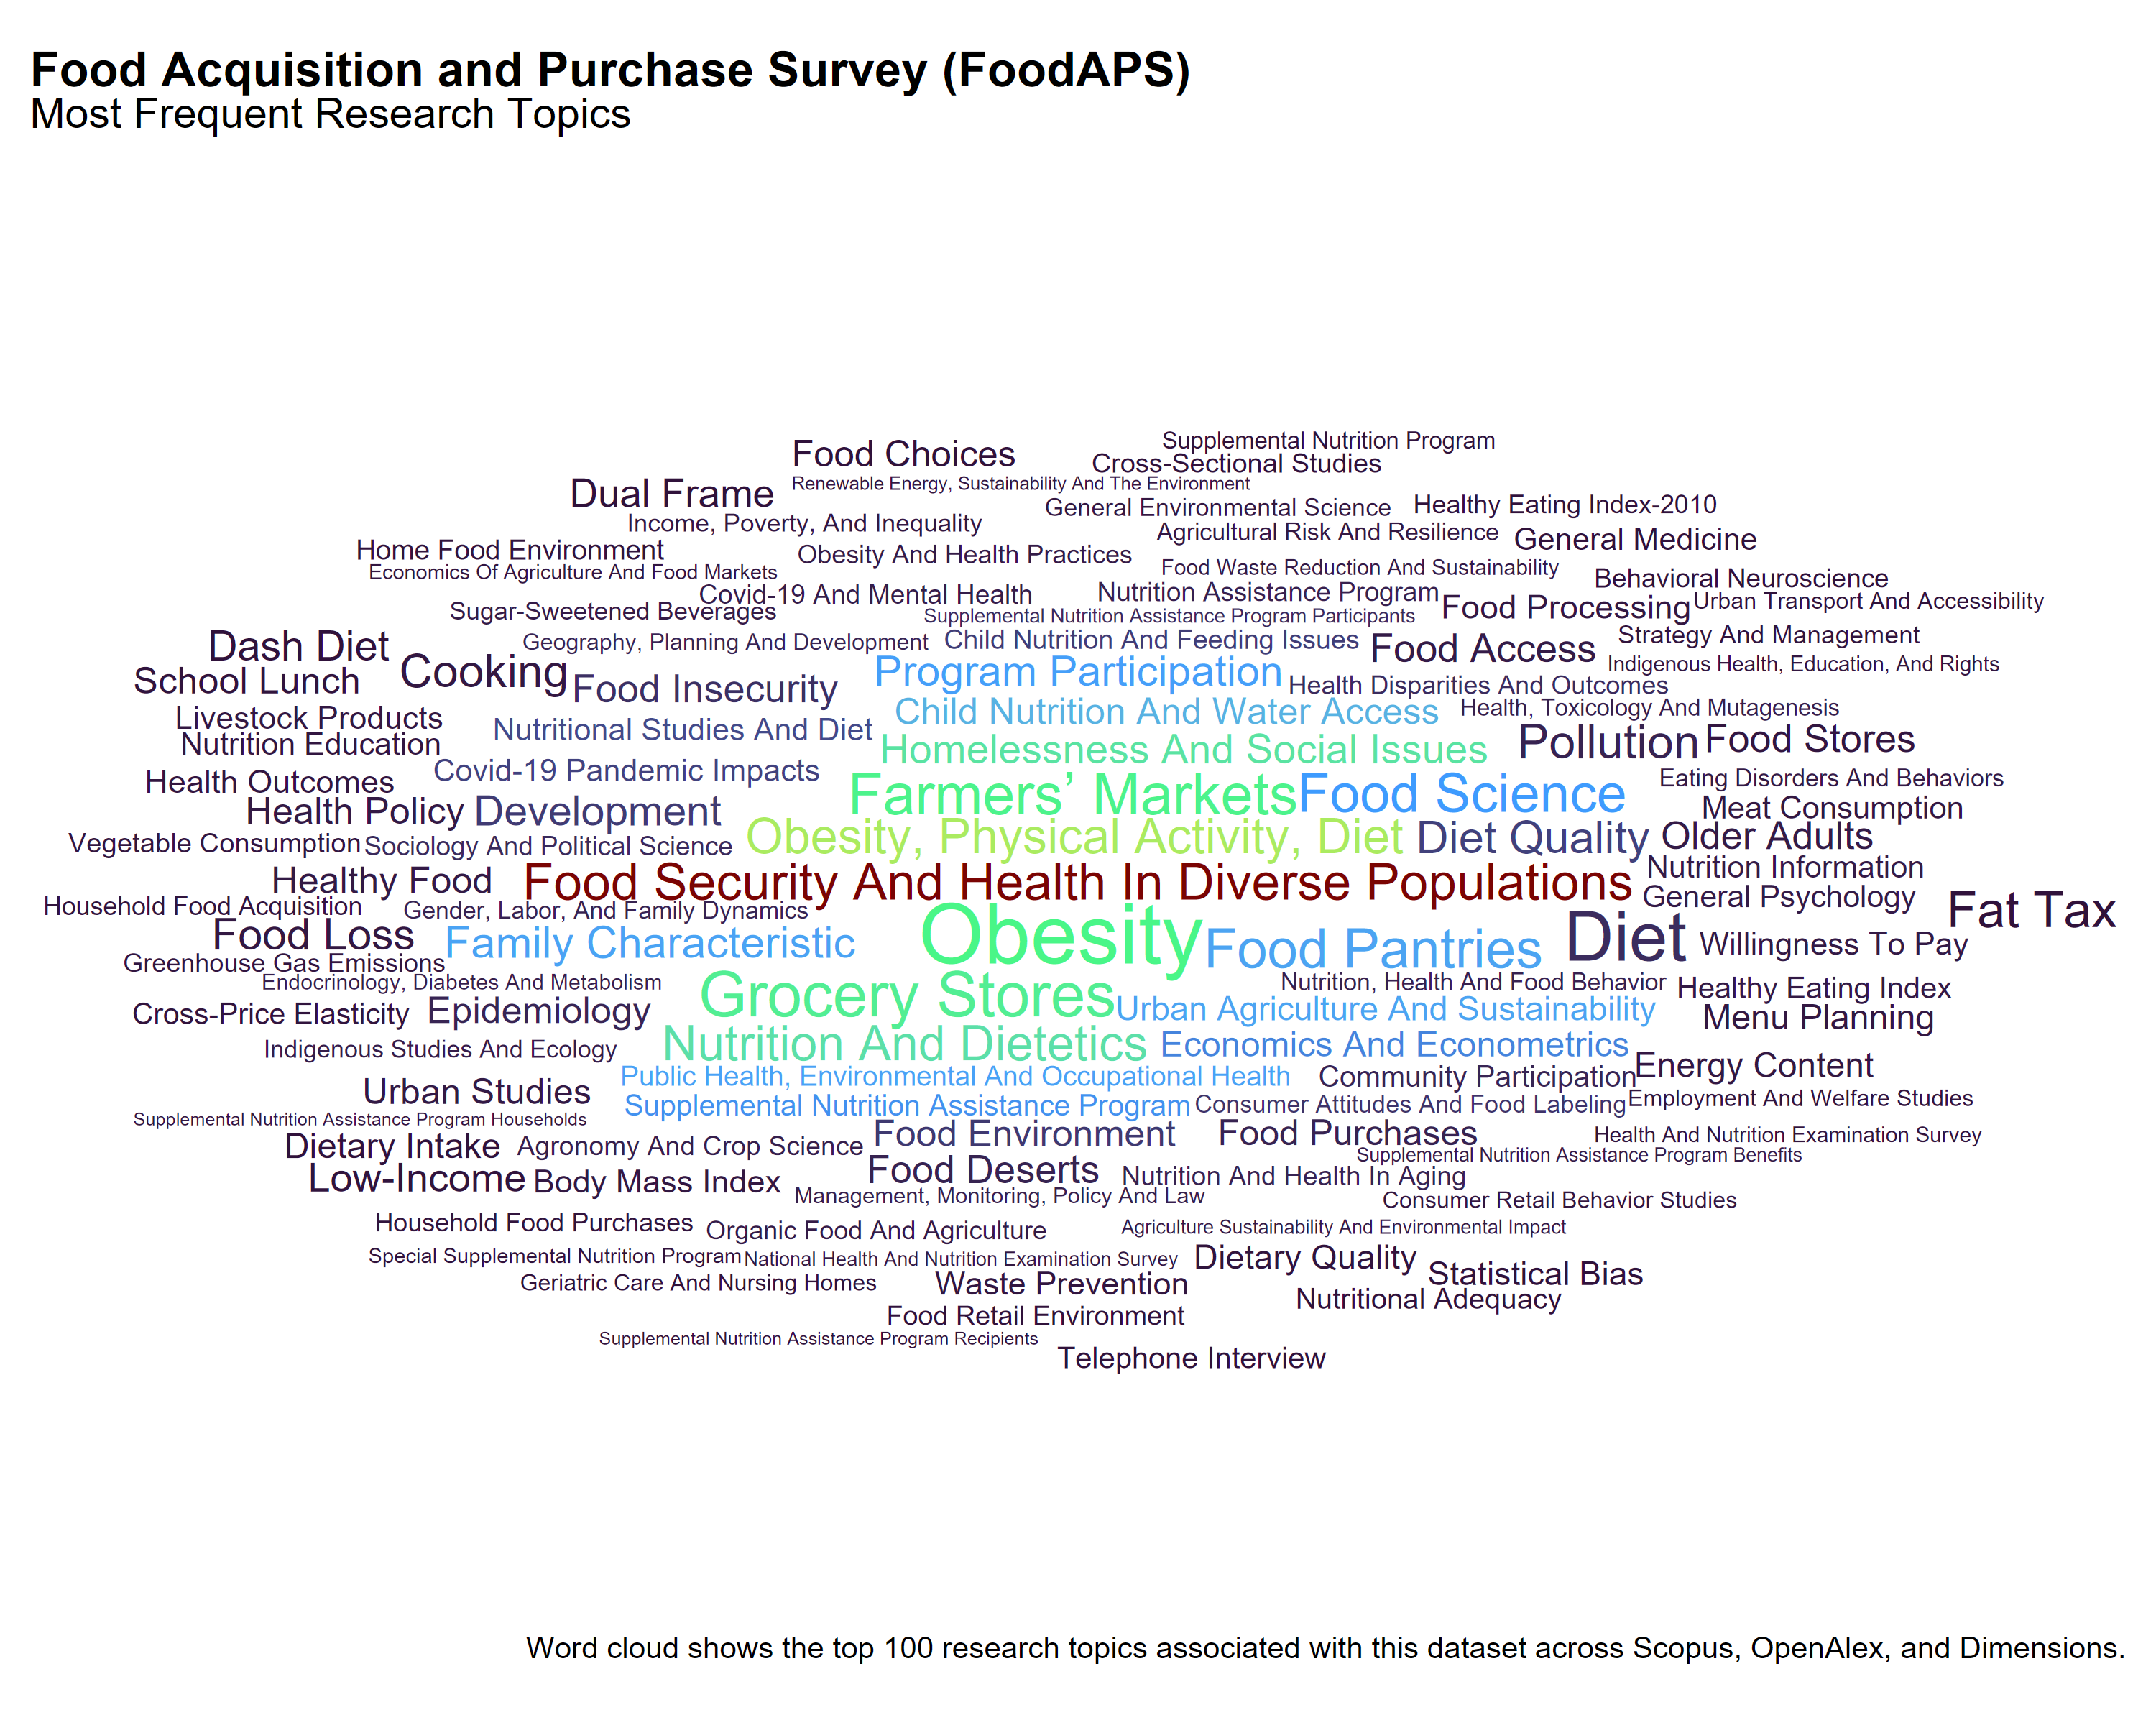 Food Acquisition and Purchase Survey (FoodAPS)
Most Frequent Research Topics
Supplemental Nutrition Program
Food Choices
Cross-Sectional Studies
Renewable Energy, Sustainability And The Environment
Dual Frame
General Environmental Science
Healthy Eating Index-2010
Income, Poverty, And Inequality
Agricultural Risk And Resilience
General Medicine
Home Food Environment
Obesity And Health Practices
Economics Of Agriculture And Food Markets
Food Waste Reduction And Sustainability
Behavioral Neuroscience
Covid-19 And Mental Health
Nutrition Assistance Program
Urban Transport And Accessibility
Sugar-Sweetened Beverages
Supplemental Nutrition Assistance Program Participants
Food Processing
Strategy And Management
Dash Diet
Geography, Planning And Development
Child Nutrition And Feeding Issues
Food Access
Indigenous Health, Education, And Rights
School Lunch
Cooking
Food Insecurity
Program Participation
Health Disparities And Outcomes
Livestock Products
Nutritional Studies And Diet
Child Nutrition And Water Access
Health, Toxicology And Mutagenesis
Nutrition Education
Homelessness And Social Issues
Pollution
Food Stores
Health Outcomes
Covid-19 Pandemic Impacts
Eating Disorders And Behaviors
Health Policy
Development
Farmers’ Markets
Food Science
Meat Consumption
Vegetable Consumption
Sociology And Political Science
Obesity, Physical Activity, Diet
Diet Quality
Older Adults
Healthy Food
Food Security And Health In Diverse Populations
Nutrition Information
Household Food Acquisition
Gender, Labor, And Family Dynamics
General Psychology
Fat Tax
Food Loss
Family Characteristic
Obesity
Food Pantries
Diet
Willingness To Pay
Greenhouse Gas Emissions
Endocrinology, Diabetes And Metabolism
Grocery Stores
Nutrition, Health And Food Behavior
Healthy Eating Index
Cross-Price Elasticity
Epidemiology
Urban Agriculture And Sustainability
Menu Planning
Indigenous Studies And Ecology
Nutrition And Dietetics
Economics And Econometrics
Energy Content
Urban Studies
Public Health, Environmental And Occupational Health
Community Participation
Supplemental Nutrition Assistance Program Households
Supplemental Nutrition Assistance Program
Consumer Attitudes And Food Labeling
Employment And Welfare Studies
Dietary Intake
Agronomy And Crop Science
Food Environment
Food Purchases
Health And Nutrition Examination Survey
Supplemental Nutrition Assistance Program Benefits
Low-Income
Body Mass Index
Food Deserts
Nutrition And Health In Aging
Management, Monitoring, Policy And Law
Consumer Retail Behavior Studies
Household Food Purchases
Organic Food And Agriculture
Agriculture Sustainability And Environmental Impact
Special Supplemental Nutrition Program
National Health And Nutrition Examination Survey
Dietary Quality
Statistical Bias
Geriatric Care And Nursing Homes
Waste Prevention
Nutritional Adequacy
Food Retail Environment
Supplemental Nutrition Assistance Program Recipients
Telephone Interview
Word cloud shows the top 100 research topics associated with this dataset across Scopus, OpenAlex, and Dimensions.